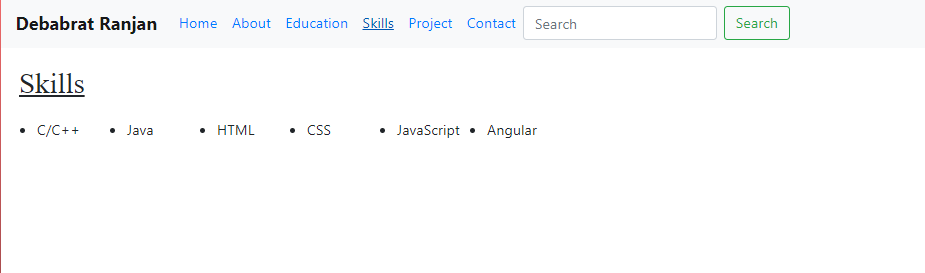 Debabrat Ranjan Home About Education Skills Project Contact Search Search
Skills
• C/C++ • Java • HTML • CSS • JavaScript • Angular